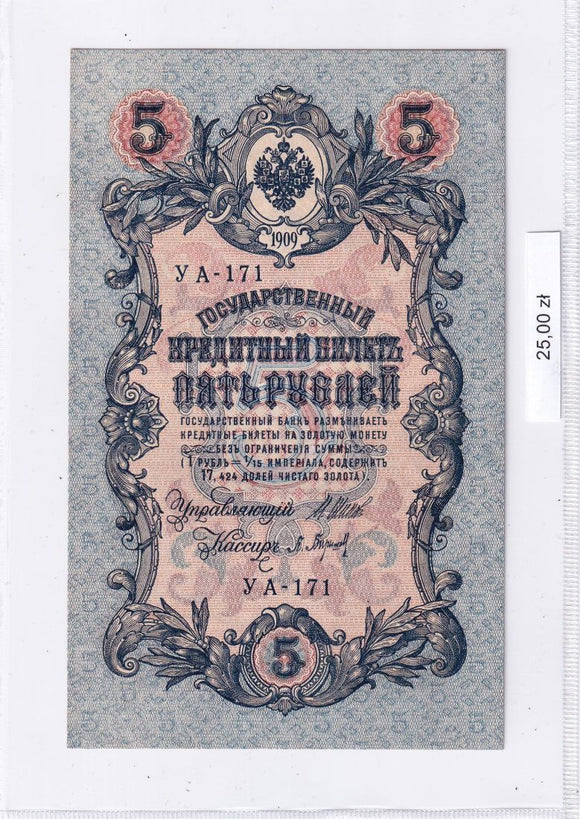 5 5
1909
УА-171
ГОСУДАРСТВЕННЫЙ
КРЕДИТНЫЙ БИЛЕТЪ
ПЯТЬ РУБЛЕЙ
ГОСУДАРСТВЕННЫЙ БАНКЪ РАЗМѢНИВАЕТЪ
КРЕДИТНЫЕ БИЛЕТЫ НА ЗОЛОТУЮ МОНЕТУ
БЕЗЪ ОГРАНИЧЕНІЯ СУММЫ
(1 РУБЛЬ = 1/15 ИМПЕРІАЛА, СОДЕРЖИТЪ
17,424 ДОЛЕЙ ЧИСТАГО ЗОЛОТА).
Управляющій
Кассиръ
УА-171
5
25,00 zł